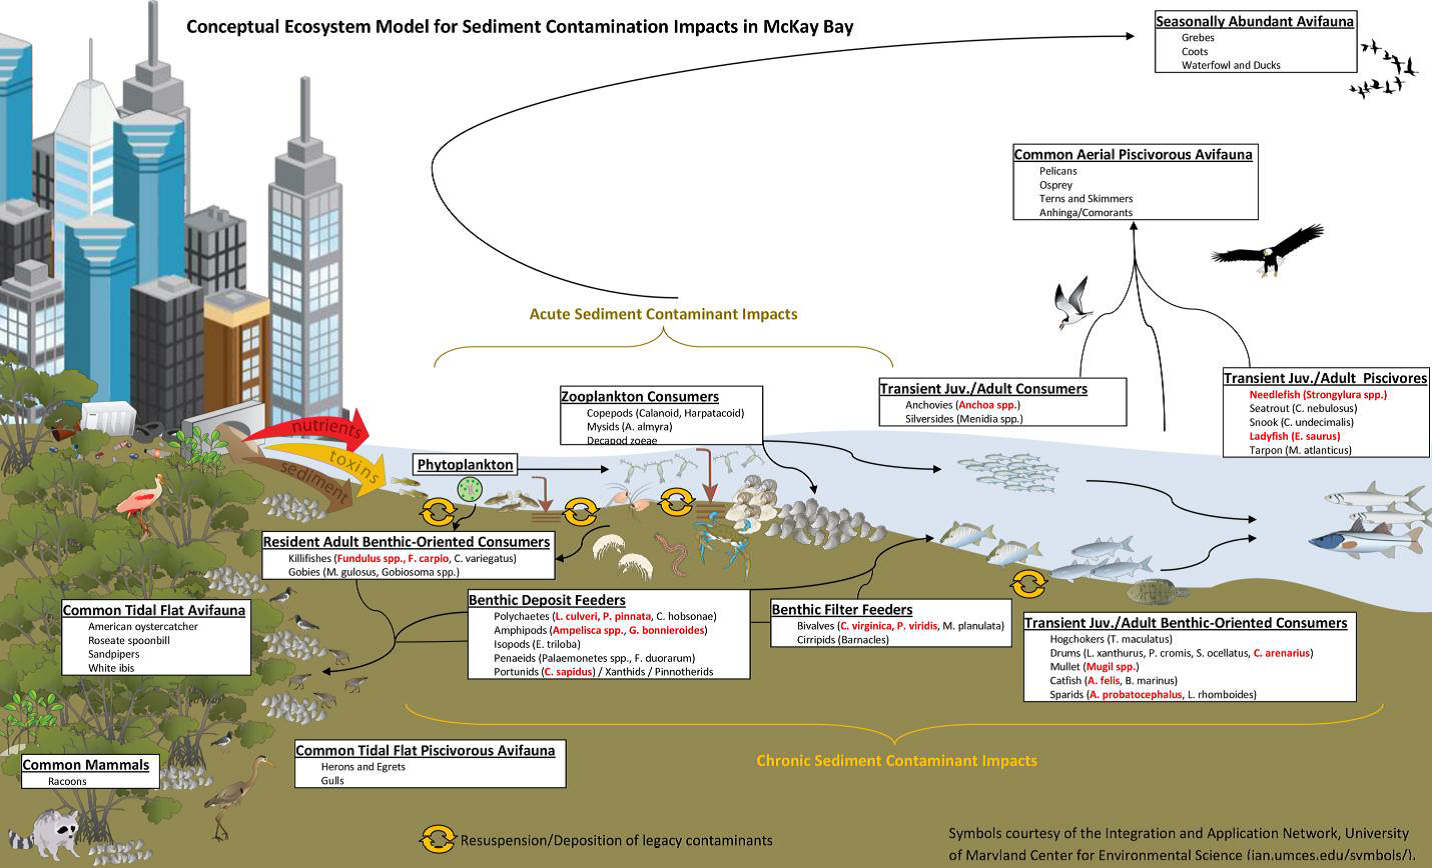 Conceptual Ecosystem Model for Sediment Contamination Impacts in McKay Bay
Seasonally Abundant Avifauna
Grebes
Coots
Waterfowl and Ducks
Common Aerial Piscivorous Avifauna
Pelicans
Osprey
Terns and Skimmers
Anhinga/Comorants
Acute Sediment Contaminant Impacts
Zooplankton Consumers
Copepods (Calanoid, Harpatacoid)
Mysids (A. almyra)
Decapod zoeae
Transient Juv./Adult Consumers
Anchovies (Anchoa spp.)
Silversides (Menidia spp.)
Transient Juv./Adult Piscivores
Needlefish (Strongylura spp.)
Seatrout (C. nebulosus)
Snook (C. undecimalis)
Ladyfish (E. saurus)
Tarpon (M. atlanticus)
nutrients
toxins
sediment
Phytoplankton
Resident Adult Benthic-Oriented Consumers
Killifishes (Fundulus spp., F. carpio, C. variegatus)
Gobies (M. gulosus, Gobiosoma spp.)
Common Tidal Flat Avifauna
American oystercatcher
Roseate spoonbill
Sandpipers
White ibis
Benthic Deposit Feeders
Polychaetes (L. culveri, P. pinnata, C. hobsonae)
Amphipods (Ampelisca spp., G. bonnieroides)
Isopods (E. triloba)
Penaeids (Palaemonetes spp., F. duorarum)
Portunids (C. sapidus) / Xanthids / Pinnotherids
Benthic Filter Feeders
Bivalves (C. virginica, P. viridis, M. planulata)
Cirripids (Barnacles)
Transient Juv./Adult Benthic-Oriented Consumers
Hogchokers (T. maculatus)
Drums (L. xanthurus, P. cromis, S. ocellatus, C. arenarius)
Mullet (Mugil spp.)
Catfish (A. felis, B. marinus)
Sparids (A. probatocephalus, L. rhomboides)
Chronic Sediment Contaminant Impacts
Common Tidal Flat Piscivorous Avifauna
Herons and Egrets
Gulls
Common Mammals
Racoons
Resuspension/Deposition of legacy contaminants
Symbols courtesy of the Integration and Application Network, University
of Maryland Center for Environmental Science (ian.umces.edu/symbols/).